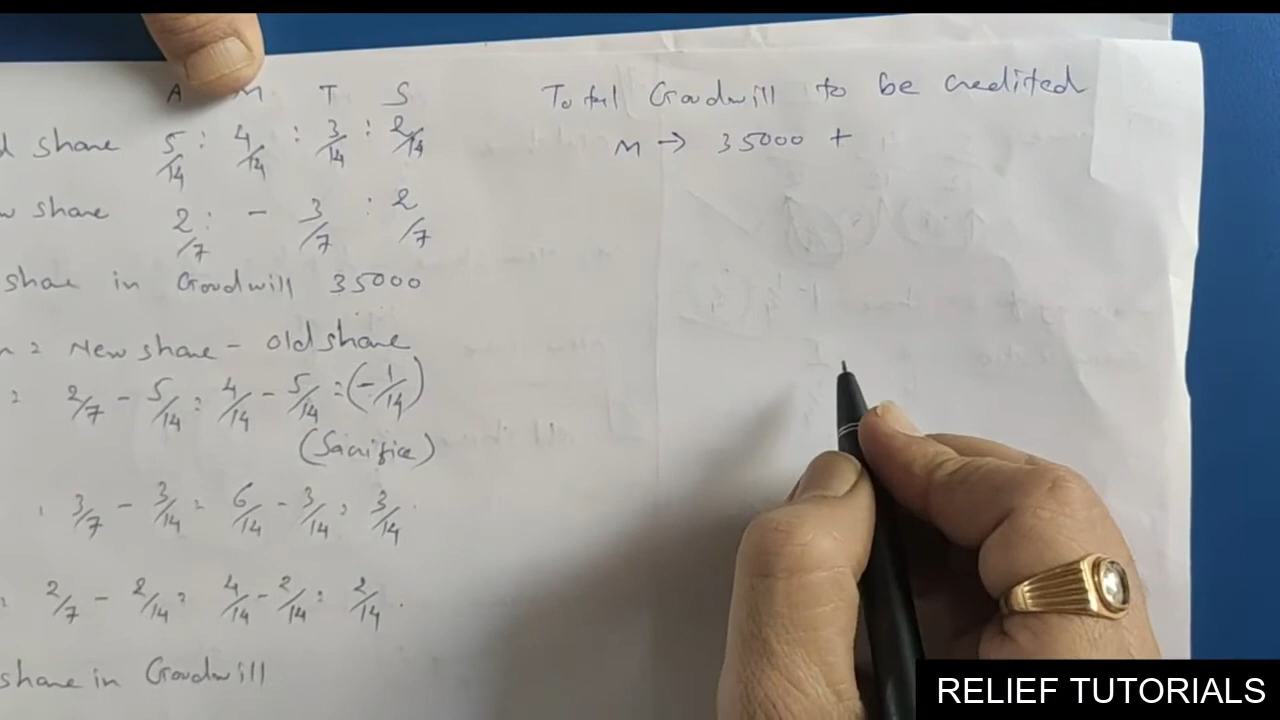 A M T S
d share 5/14 : 4/14 : 3/14 : 2/14
w share 2/7 : - 3/7 : 2/7
share in Goodwill 35000
n = New share - old share
= 2/7 - 5/14 = 4/14 - 5/14 = (-1/14)
(Sacrifice)
: 3/7 - 3/14 = 6/14 - 3/14 = 3/14
= 2/7 - 2/14 = 4/14 - 2/14 = 2/14
share in Goodwill
Total Goodwill to be credited
M → 35000 +
RELIEF TUTORIALS